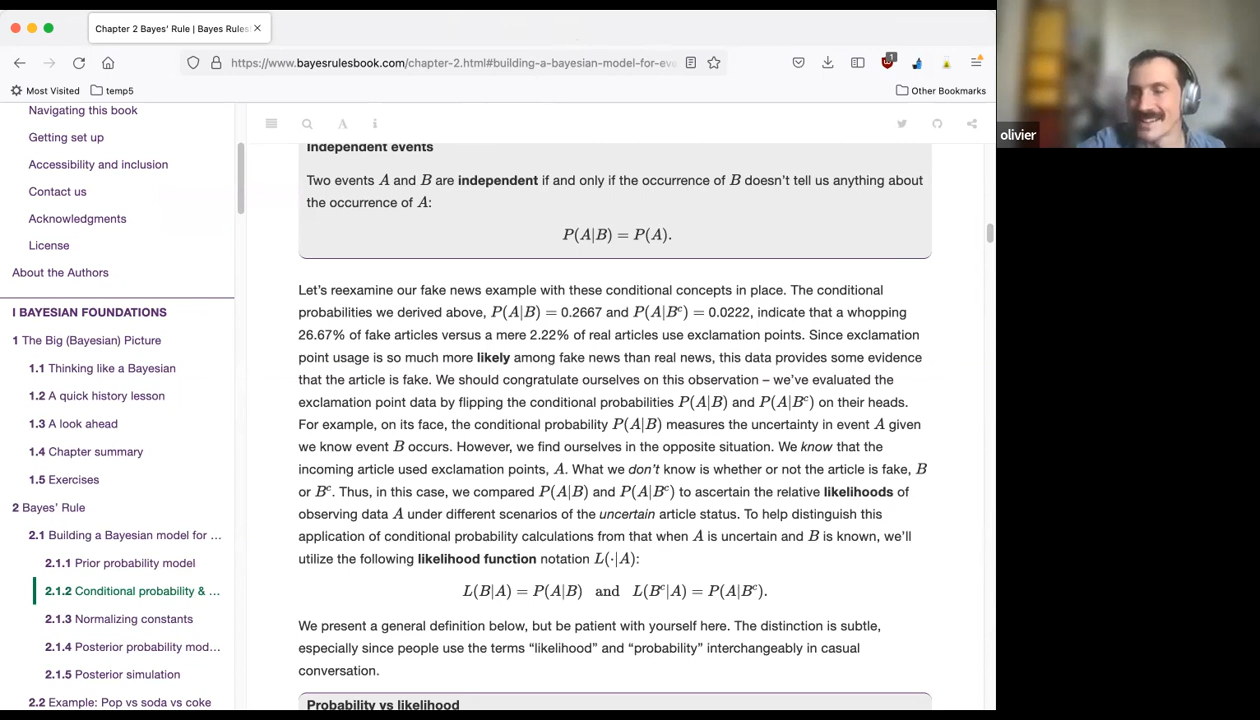 Chapter 2 Bayes' Rule | Bayes Rules
https://www.bayesrulesbook.com/chapter-2.html#building-a-bayesian-model-for-eve
Most Visited temp5 Other Bookmarks
Navigating this book
Getting set up
Accessibility and inclusion
Contact us
Acknowledgments
License
About the Authors
I BAYESIAN FOUNDATIONS
1 The Big (Bayesian) Picture
1.1 Thinking like a Bayesian
1.2 A quick history lesson
1.3 A look ahead
1.4 Chapter summary
1.5 Exercises
2 Bayes' Rule
2.1 Building a Bayesian model for ...
2.1.1 Prior probability model
2.1.2 Conditional probability & ...
2.1.3 Normalizing constants
2.1.4 Posterior probability mod...
2.1.5 Posterior simulation
2.2 Example: Pop vs soda vs coke
Independent events
Two events A and B are independent if and only if the occurrence of B doesn't tell us anything about
the occurrence of A:
P(A|B) = P(A).
Let's reexamine our fake news example with these conditional concepts in place. The conditional
probabilities we derived above, P(A|B) = 0.2667 and P(A|Bᶜ) = 0.0222, indicate that a whopping
26.67% of fake articles versus a mere 2.22% of real articles use exclamation points. Since exclamation
point usage is so much more likely among fake news than real news, this data provides some evidence
that the article is fake. We should congratulate ourselves on this observation – we've evaluated the
exclamation point data by flipping the conditional probabilities P(A|B) and P(A|Bᶜ) on their heads.
For example, on its face, the conditional probability P(A|B) measures the uncertainty in event A given
we know event B occurs. However, we find ourselves in the opposite situation. We know that the
incoming article used exclamation points, A. What we don't know is whether or not the article is fake, B
or Bᶜ. Thus, in this case, we compared P(A|B) and P(A|Bᶜ) to ascertain the relative likelihoods of
observing data A under different scenarios of the uncertain article status. To help distinguish this
application of conditional probability calculations from that when A is uncertain and B is known, we'll
utilize the following likelihood function notation L(·|A):
L(B|A) = P(A|B) and L(Bᶜ|A) = P(A|Bᶜ).
We present a general definition below, but be patient with yourself here. The distinction is subtle,
especially since people use the terms “likelihood” and “probability” interchangeably in casual
conversation.
Probability vs likelihood
olivier